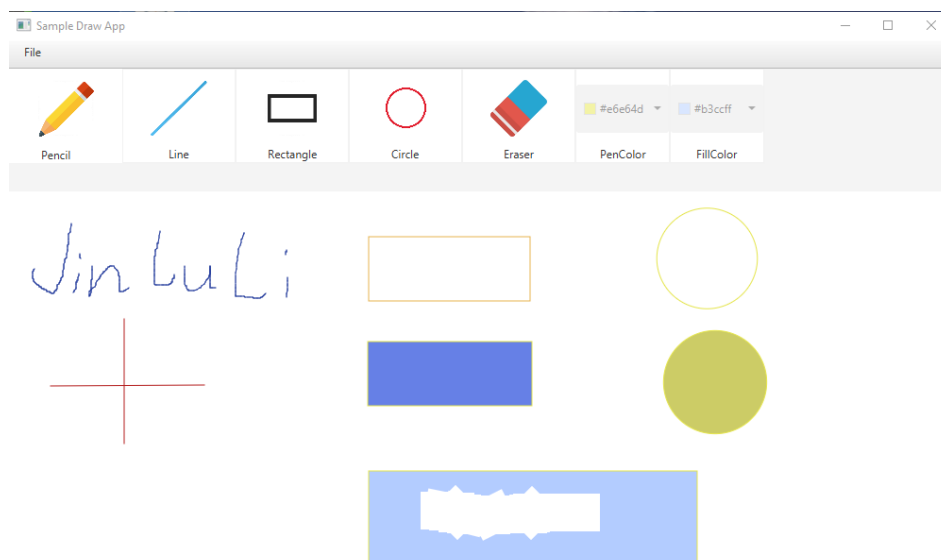 Sample Draw App
File
#e6e64d #b3ccff
Pencil Line Rectangle Circle Eraser PenColor FillColor
Jin Lu Li